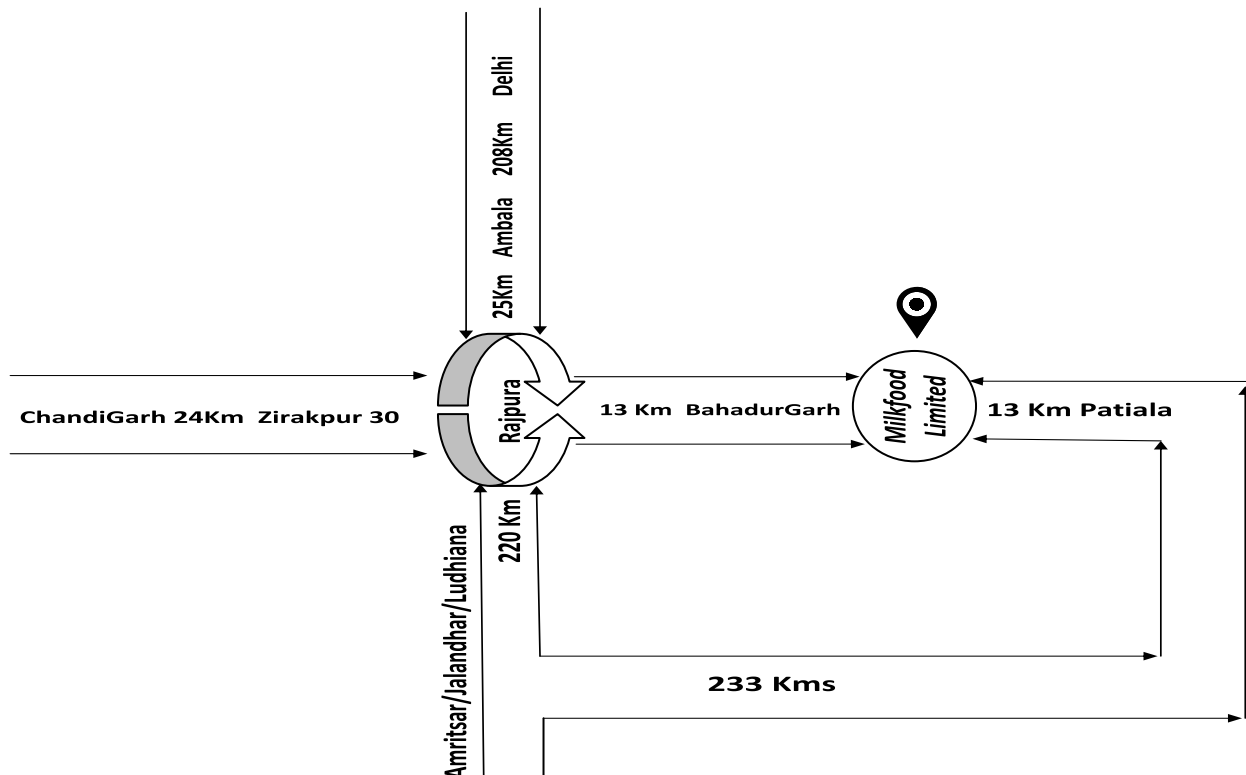 25Km Ambala 208Km Delhi
ChandiGarh 24Km Zirakpur 30
Rajpura
13 Km BahadurGarh
Milkfood
Limited
13 Km Patiala
220 Km
Amritsar/Jalandhar/Ludhiana
233 Kms